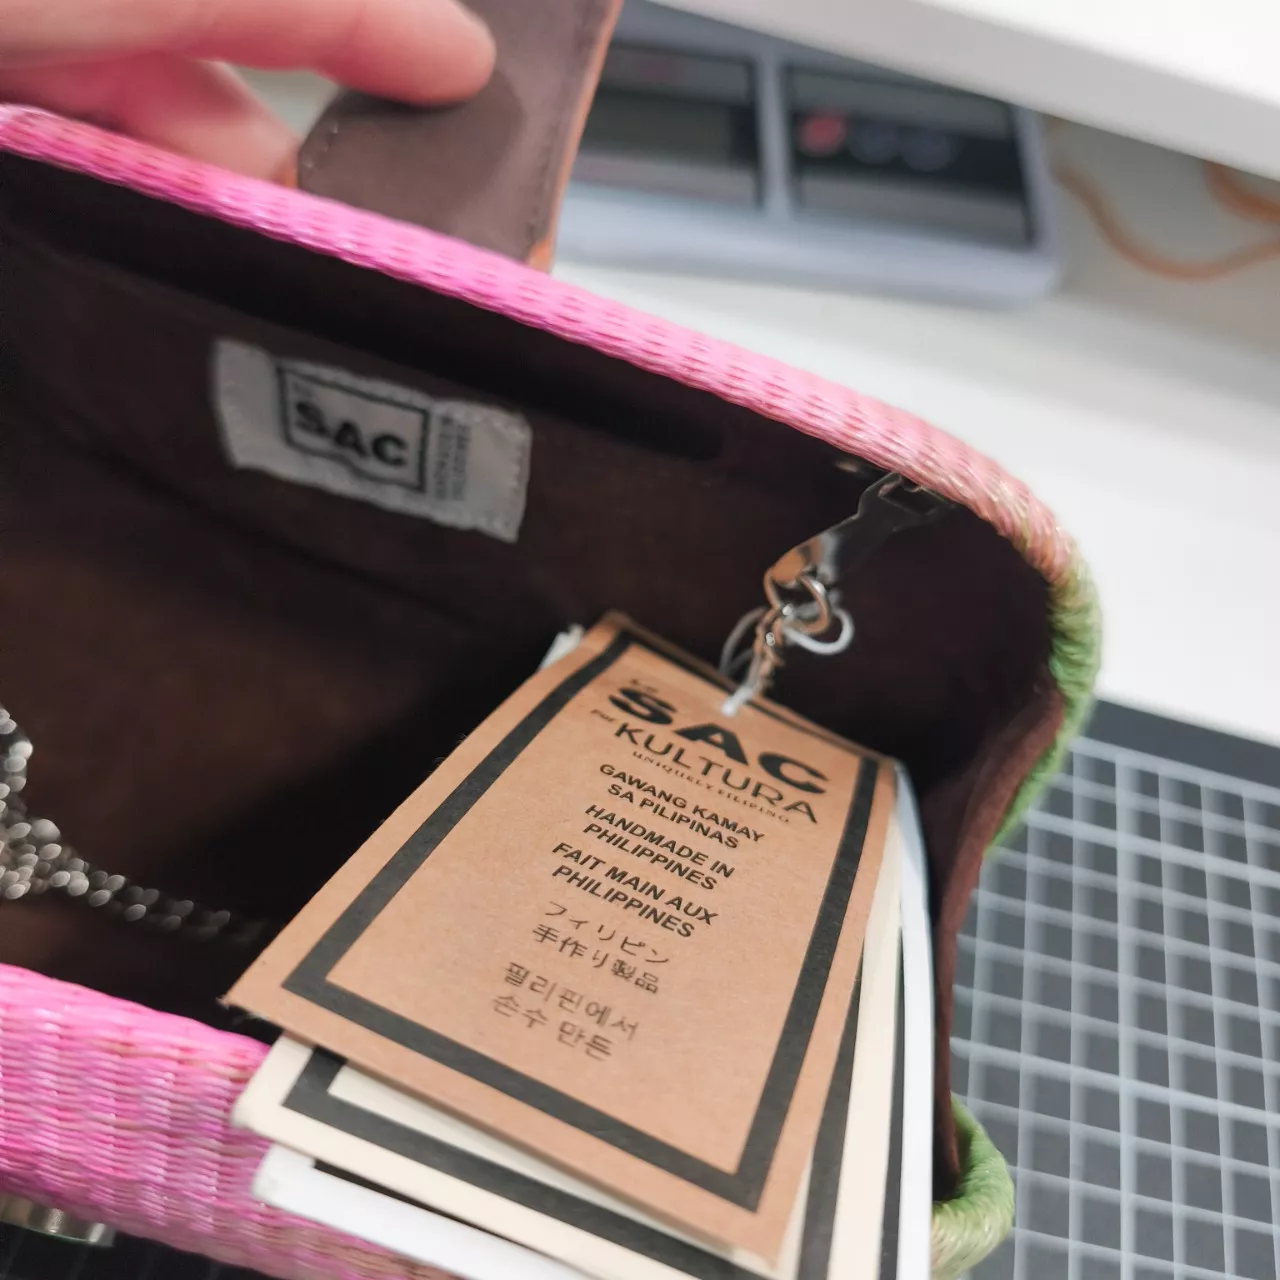 SAC
SAC
FOR KULTURA
UNIQUELY FILIPINO
GAWANG KAMAY
SA PILIPINAS
HANDMADE IN
PHILIPPINES
FAIT MAIN AUX
PHILIPPINES
フィリピン
手作り製品
필리핀에서
손수 만든